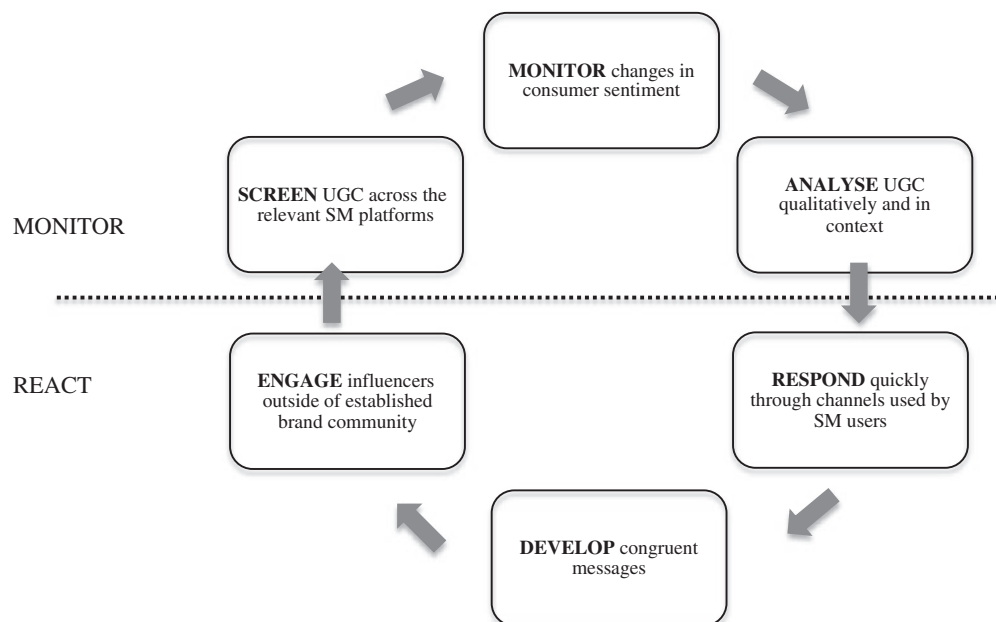 MONITOR changes in
consumer sentiment
SCREEN UGC across the
relevant SM platforms
ANALYSE UGC
qualitatively and in
context
MONITOR
REACT
ENGAGE influencers
outside of established
brand community
RESPOND quickly
through channels used by
SM users
DEVELOP congruent
messages